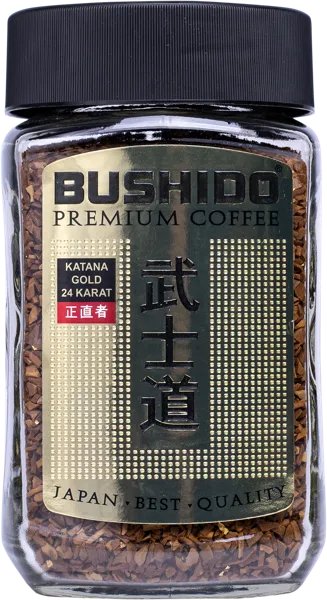 BUSHIDO
PREMIUM COFFEE
KATANA
GOLD
24 KARAT
正直者
武士道
JAPAN · BEST · QUALITY